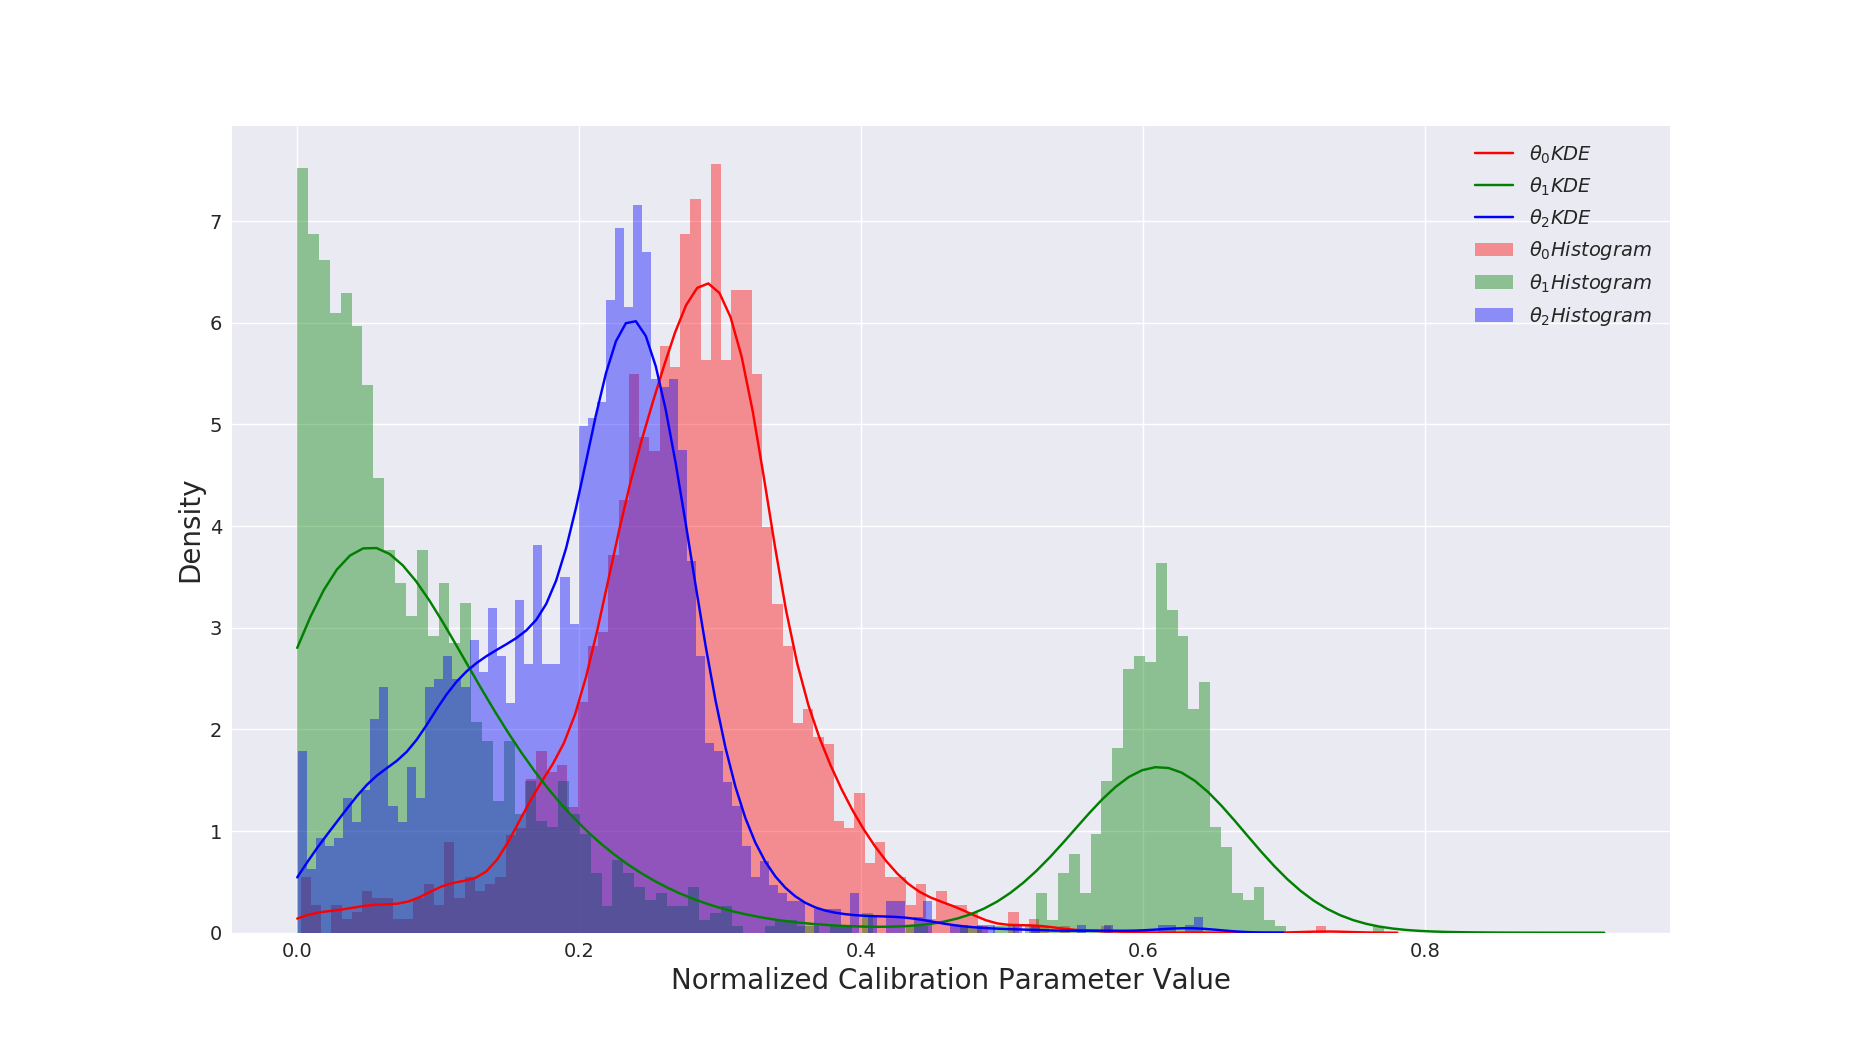 θ₀KDE
θ₁KDE
θ₂KDE
θ₀Histogram
θ₁Histogram
θ₂Histogram
7
6
5
4
3
2
1
0
Density
0.0 0.2 0.4 0.6 0.8
Normalized Calibration Parameter Value